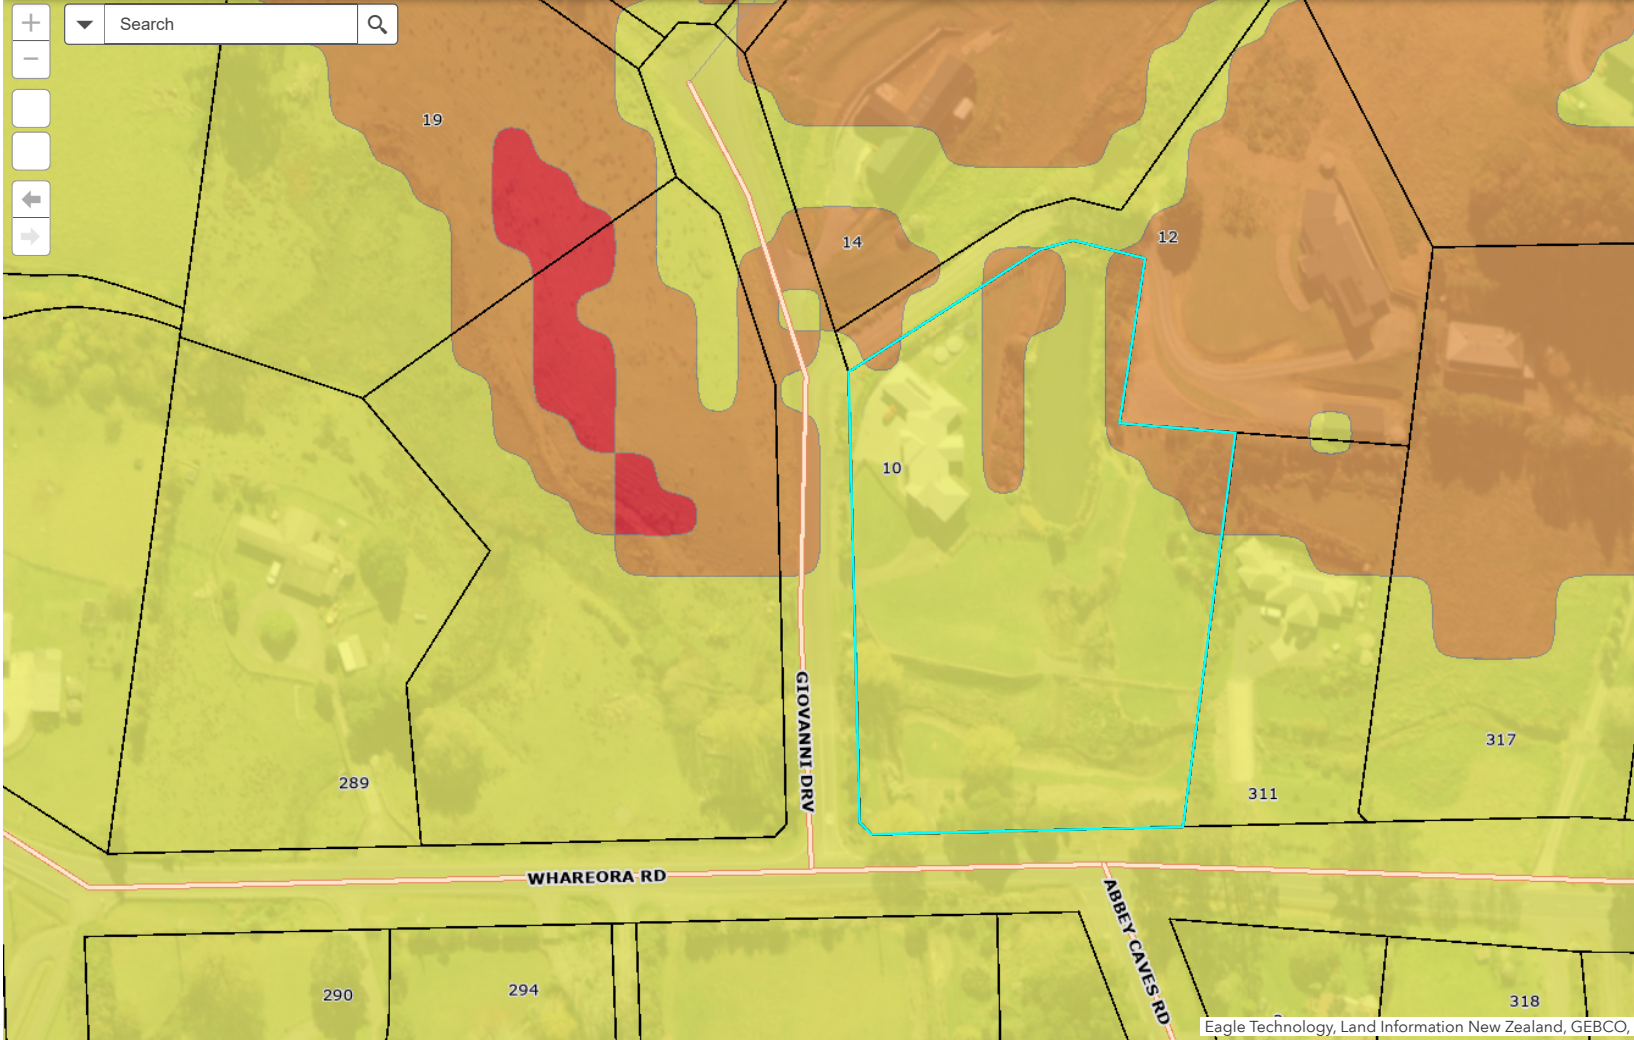 Search
19
14
12
10
GIOVANNI DRV
289
317
311
WHAREORA RD
ABBEY CAVES RD
290
294
318
Eagle Technology, Land Information New Zealand, GEBCO,